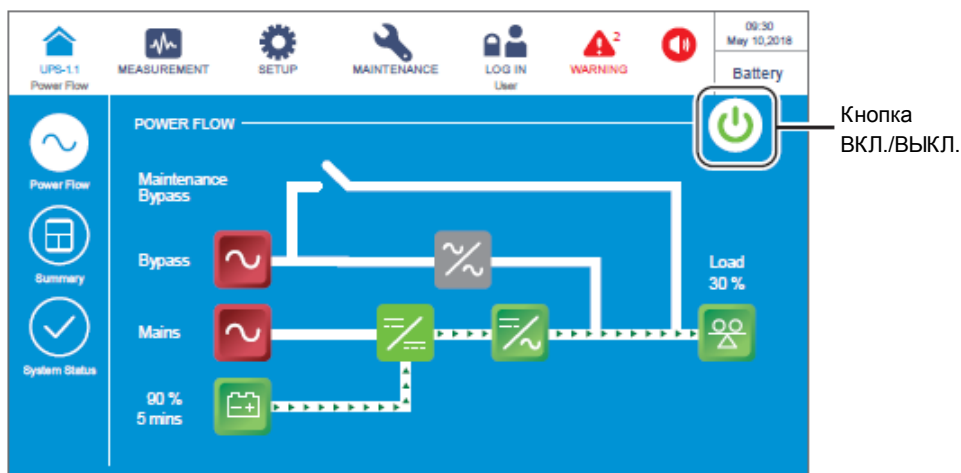 09:30
May 10,2018
UPS-1.1
MEASUREMENT
SETUP
MAINTENANCE
LOG IN
2
WARNING
Battery
Power Flow
User
Кнопка
ВКЛ./ВЫКЛ.
POWER FLOW
Power Flow
Maintenance
Bypass
Bypass
Summary
Load
30 %
Mains
System Status
90 %
5 mins